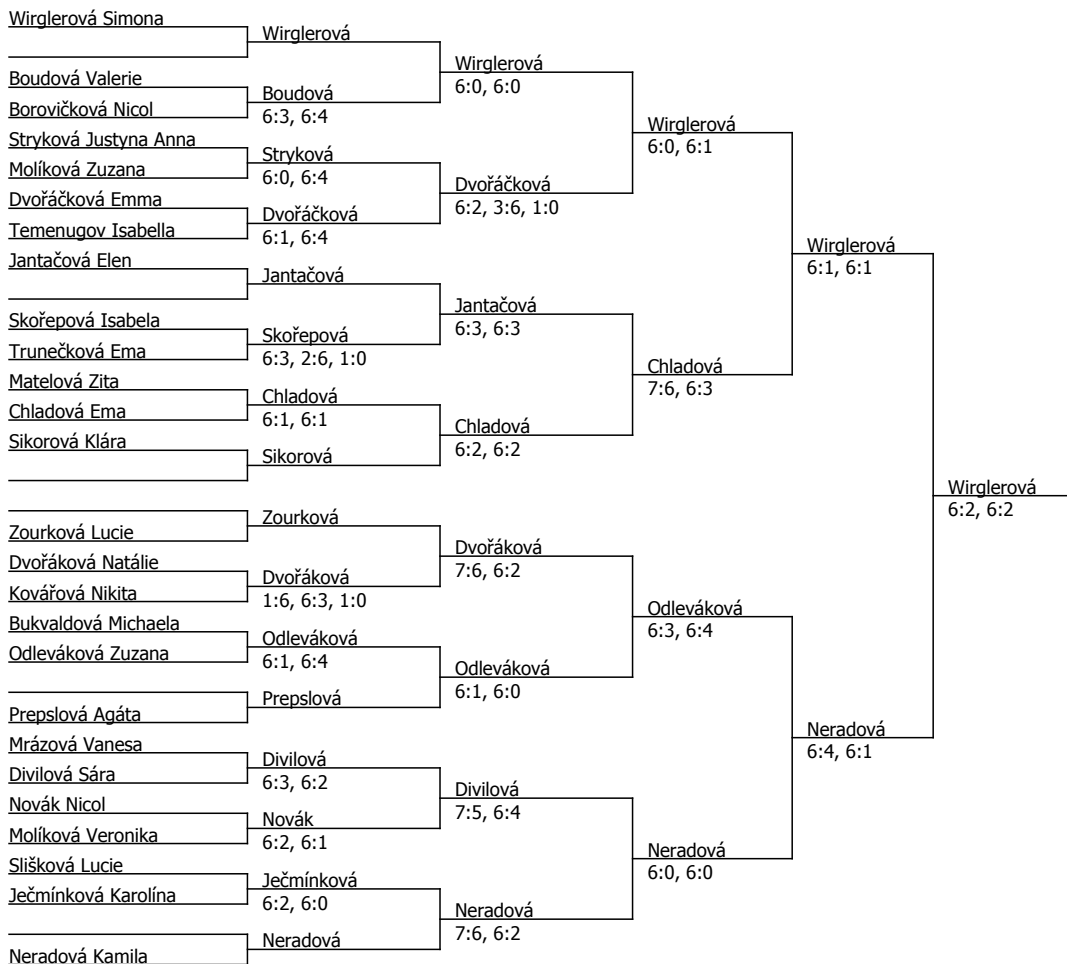 Wirglerová Simona
Boudová Valerie
Borovičková Nicol
Stryková Justyna Anna
Molíková Zuzana
Dvořáčková Emma
Temenugov Isabella
Jantačová Elen
Skořepová Isabela
Trunečková Ema
Matelová Zita
Chladová Ema
Sikorová Klára
Zourková Lucie
Dvořáková Natálie
Kovářová Nikita
Bukvaldová Michaela
Odleváková Zuzana
Prepslová Agáta
Mrázová Vanesa
Divilová Sára
Novák Nicol
Molíková Veronika
Slišková Lucie
Ječmínková Karolína
Neradová Kamila
Wirglerová
Boudová
6:3, 6:4
Stryková
6:0, 6:4
Dvořáčková
6:1, 6:4
Jantačová
Skořepová
6:3, 2:6, 1:0
Chladová
6:1, 6:1
Sikorová
Zourková
Dvořáková
1:6, 6:3, 1:0
Odleváková
6:1, 6:4
Prepslová
Divilová
6:3, 6:2
Novák
6:2, 6:1
Ječmínková
6:2, 6:0
Neradová
Wirglerová
6:0, 6:0
Dvořáčková
6:2, 3:6, 1:0
Jantačová
6:3, 6:3
Chladová
6:2, 6:2
Dvořáková
7:6, 6:2
Odleváková
6:1, 6:0
Divilová
7:5, 6:4
Neradová
7:6, 6:2
Wirglerová
6:0, 6:1
Chladová
7:6, 6:3
Odleváková
6:3, 6:4
Neradová
6:0, 6:0
Wirglerová
6:1, 6:1
Neradová
6:4, 6:1
Wirglerová
6:2, 6:2